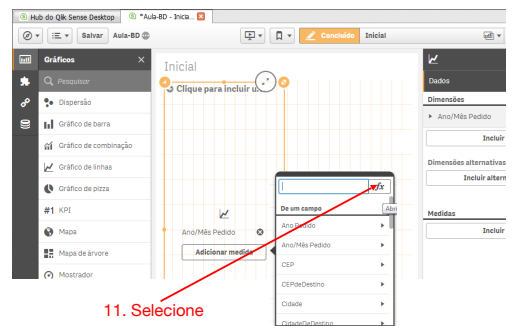 Hub do Qlik Sense Desktop
*Aula-BD - Inicia...
Salvar Aula-BD Concluído Inicial
Gráficos
Pesquisar
Dispersão
Gráfico de barra
Gráfico de combinação
Gráfico de linhas
Gráfico de pizza
#1 KPI
Mapa
Mapa de árvore
Mostrador
Inicial
Clique para incluir u...
Ano/Mês Pedido
Adicionar medida
fx
De um campo
Abri
Ano Pedido
Ano/Mês Pedido
CEP
CEPdeDestino
Cidade
CidadeDeDestino
Dados
Dimensões
Ano/Mês Pedido
Incluir
Dimensões alternativas
Incluir altern
Medidas
Incluir
11. Selecione